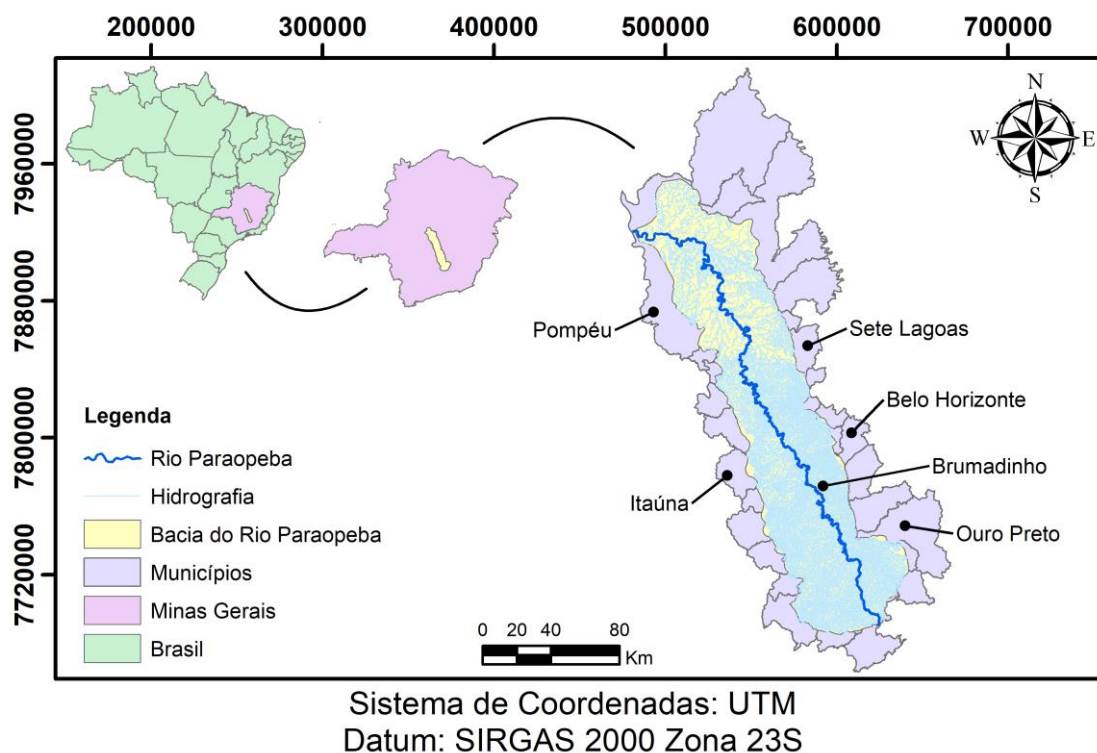 200000 300000 400000 500000 600000 700000
7960000
7880000
7800000
7720000
N
W E
S
Pompéu
Sete Lagoas
Belo Horizonte
Brumadinho
Itaúna
Ouro Preto
Legenda
Rio Paraopeba
Hidrografia
Bacia do Rio Paraopeba
Municípios
Minas Gerais
Brasil
0 20 40 80
Km
Sistema de Coordenadas: UTM
Datum: SIRGAS 2000 Zona 23S